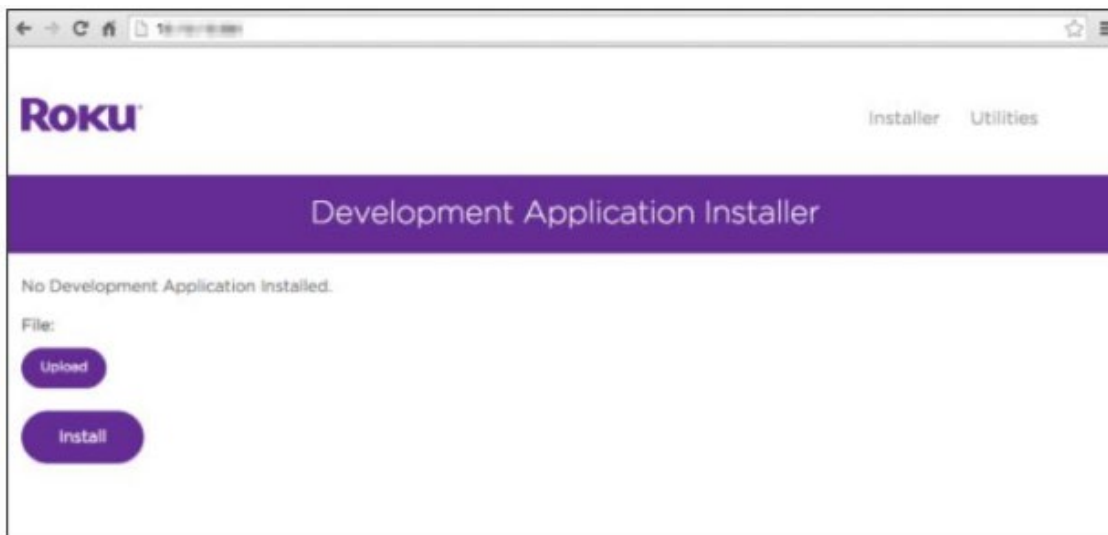 Roku
Installer Utilities
Development Application Installer
No Development Application Installed.
File:
Upload
Install